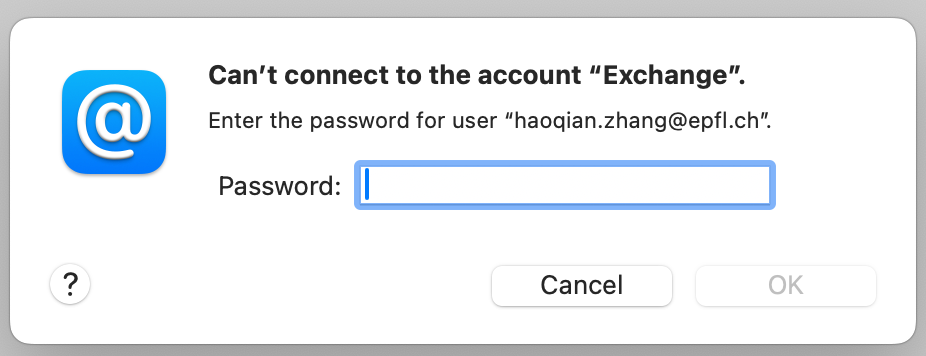 Can’t connect to the account “Exchange”.
Enter the password for user “haoqian.zhang@epfl.ch”.
Password:
?
Cancel
OK